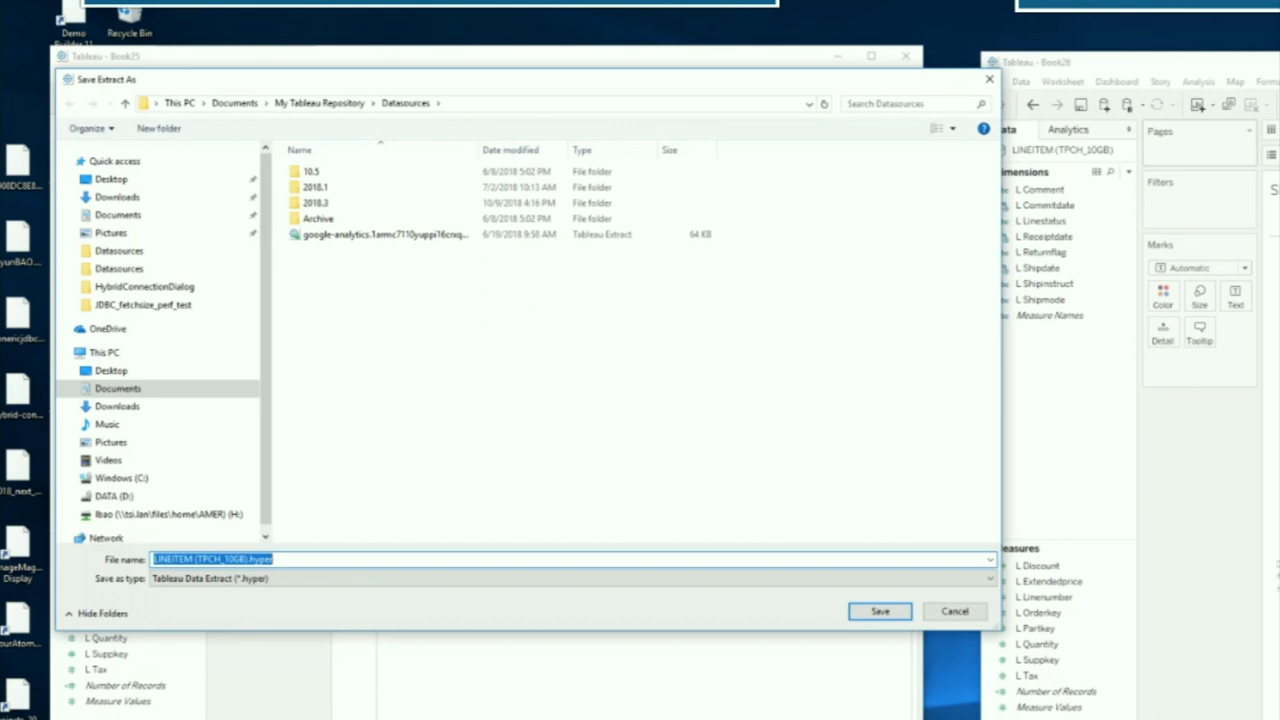 Demo
Recycle Bin
Tableau - Book25
Save Extract As
This PC > Documents > My Tableau Repository > Datasources >
Search Datasources
Organize
New folder
Name
Date modified
Type
Size
10.5 6/8/2018 5:02 PM File folder
2018.1 7/2/2018 10:13 AM File folder
2018.3 10/9/2018 4:16 PM File folder
Archive 6/8/2018 5:02 PM File folder
6/19/2018 9:58 AM Tableau Extract 64 KB
Quick access
Desktop
Downloads
Documents
Pictures
Datasources
Datasources
HybridConnectionDialog
JDBC_fetchsize_perf_test
OneDrive
This PC
Desktop
Documents
Downloads
Music
Pictures
Videos
Windows (C:)
DATA (D:)
lbao (\\tsi.lan\files\home\AMER) (H:)
Network
File name: LINEITEM (TPCH_10GB).hyper
Save as type: Tableau Data Extract (*.hyper)
Hide Folders
Save
Cancel
L Quantity
L Suppkey
L Tax
Number of Records
Measure Values
Tableau - Book26
Data Worksheet Dashboard Story Analysis Map
Analytics
LINEITEM (TPCH_10GB)
L Comment
L Commitdate
L Linestatus
L Receiptdate
L Returnflag
L Shipdate
L Shipinstruct
L Shipmode
Measure Names
L Discount
L Extendedprice
L Linenumber
L Orderkey
L Partkey
L Quantity
L Suppkey
L Tax
Number of Records
Measure Values
Pages
Filters
Marks
Automatic
Color
Size
Text
Detail
Tooltip
Display